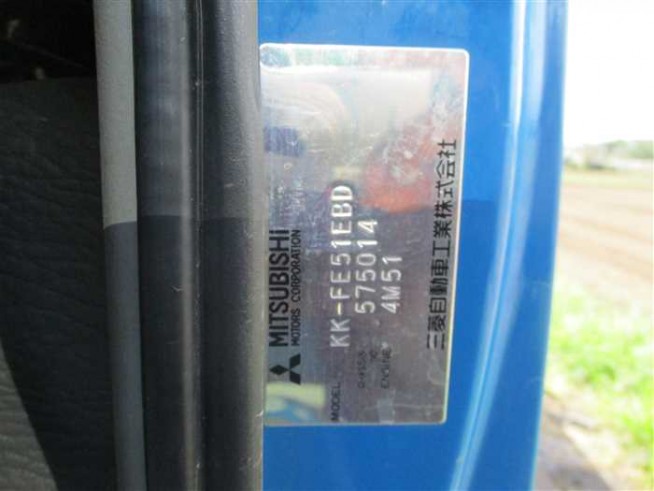 MITSUBISHI
MOTORS CORPORATION
MODEL KK-FE51EBD
575014
ENGINE 4M51
三菱自動車工業株式会社